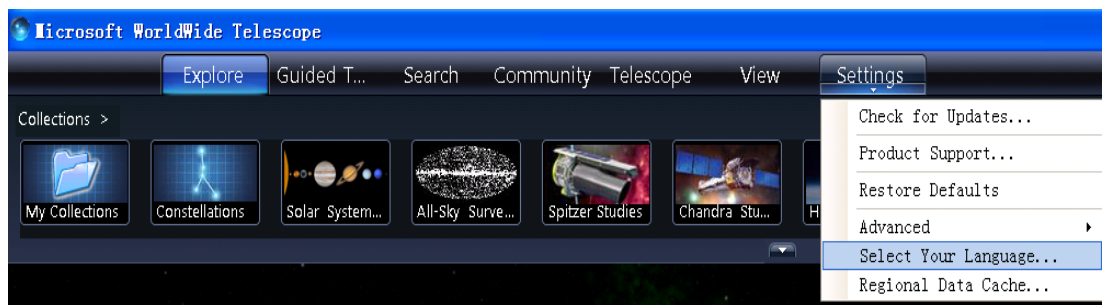 Microsoft WorldWide Telescope
Explore Guided T... Search Community Telescope View Settings
Collections >
My Collections Constellations Solar System... All-Sky Surve... Spitzer Studies Chandra Stu... H
Check for Updates...
Product Support...
Restore Defaults
Advanced
Select Your Language...
Regional Data Cache...